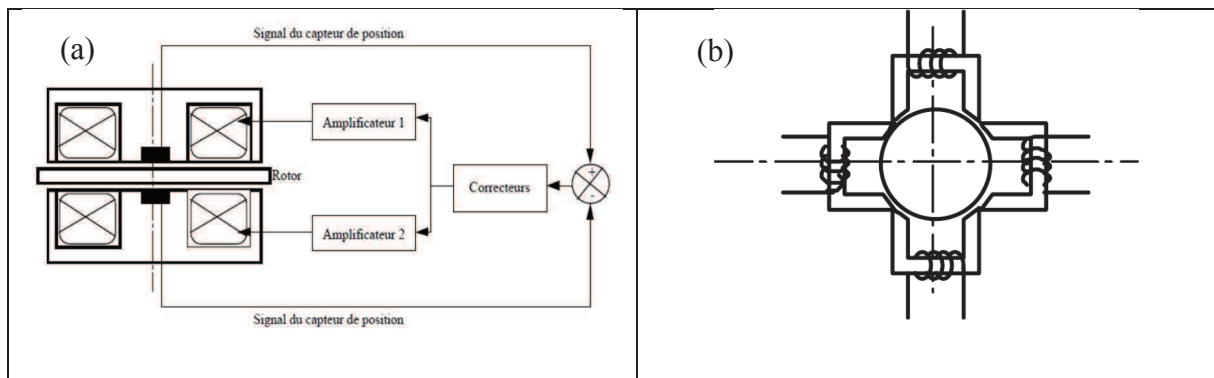 Signal du capteur de position
(a)
Amplificateur 1
Rotor
Correcteurs
+
-
Amplificateur 2
Signal du capteur de position
(b)